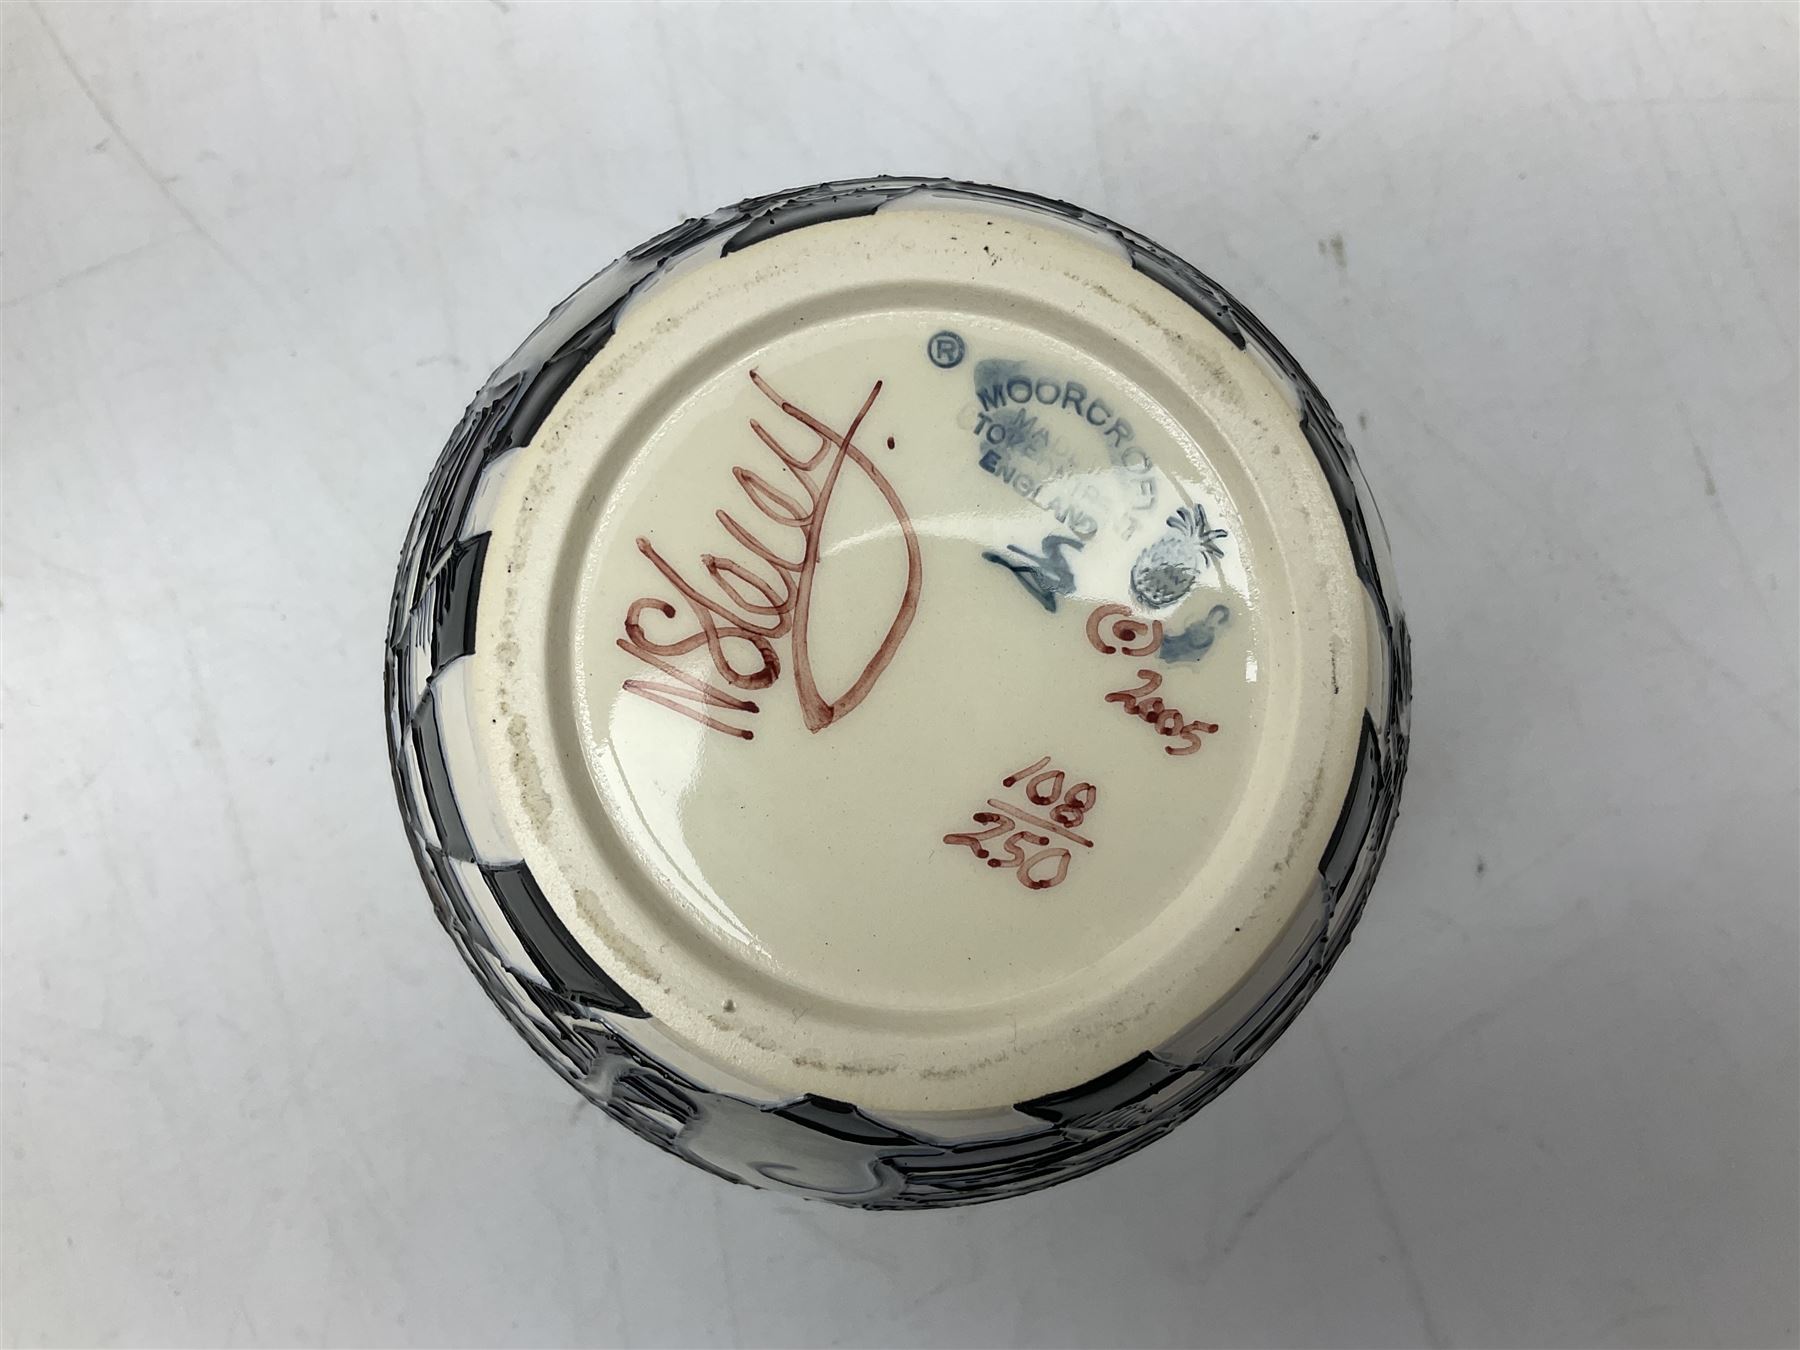 ®
MOORCROFT
MADE IN
STOKE ON TRENT
ENGLAND
N Slaney.
© 2005
108
250